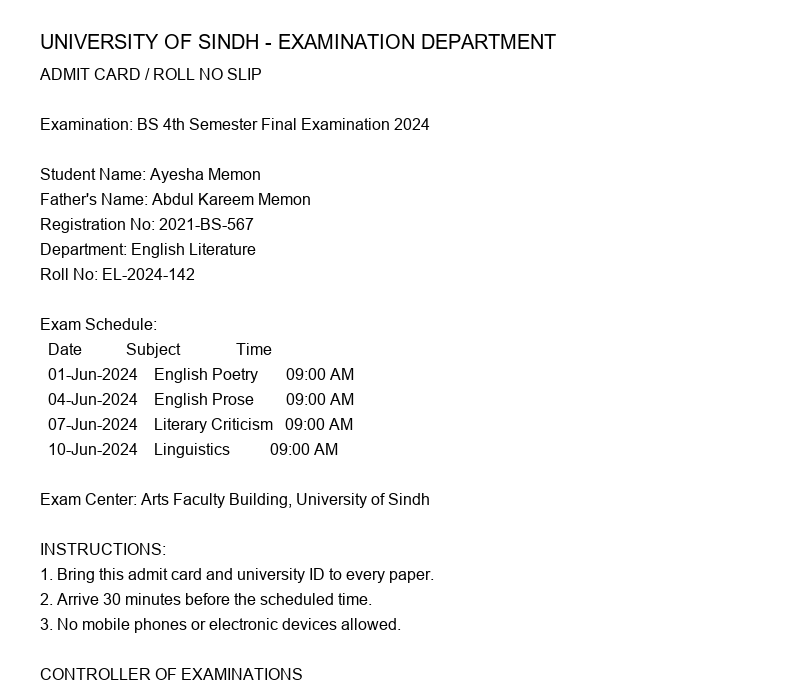 UNIVERSITY OF SINDH - EXAMINATION DEPARTMENT
ADMIT CARD / ROLL NO SLIP
Examination: BS 4th Semester Final Examination 2024
Student Name: Ayesha Memon
Father's Name: Abdul Kareem Memon
Registration No: 2021-BS-567
Department: English Literature
Roll No: EL-2024-142
Exam Schedule:
Date Subject Time
01-Jun-2024 English Poetry 09:00 AM
04-Jun-2024 English Prose 09:00 AM
07-Jun-2024 Literary Criticism 09:00 AM
10-Jun-2024 Linguistics 09:00 AM
Exam Center: Arts Faculty Building, University of Sindh
INSTRUCTIONS:
1. Bring this admit card and university ID to every paper.
2. Arrive 30 minutes before the scheduled time.
3. No mobile phones or electronic devices allowed.
CONTROLLER OF EXAMINATIONS